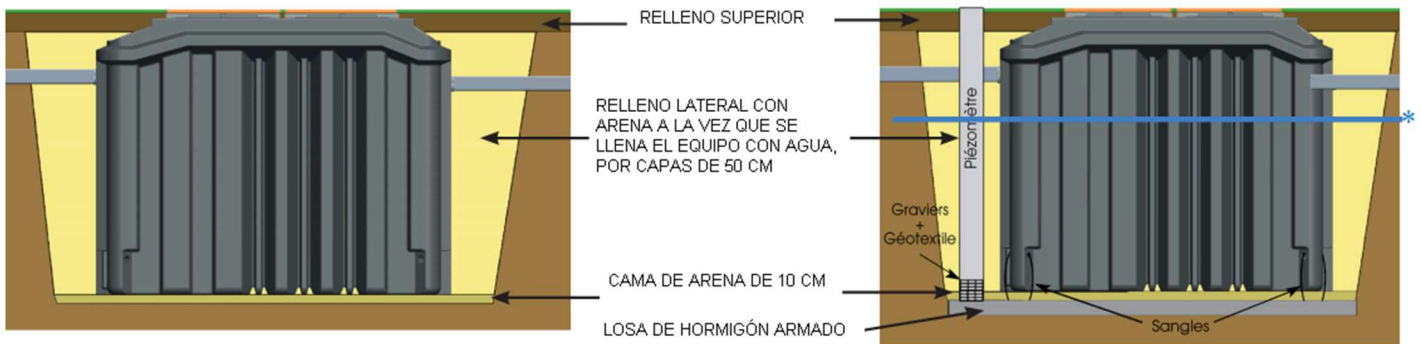 RELLENO SUPERIOR
RELLENO LATERAL CON
ARENA A LA VEZ QUE SE
LLENA EL EQUIPO CON AGUA,
POR CAPAS DE 50 CM
CAMA DE ARENA DE 10 CM
LOSA DE HORMIGÓN ARMADO
Piézomètre
*
Graviers
+
Géotextile
Sangles